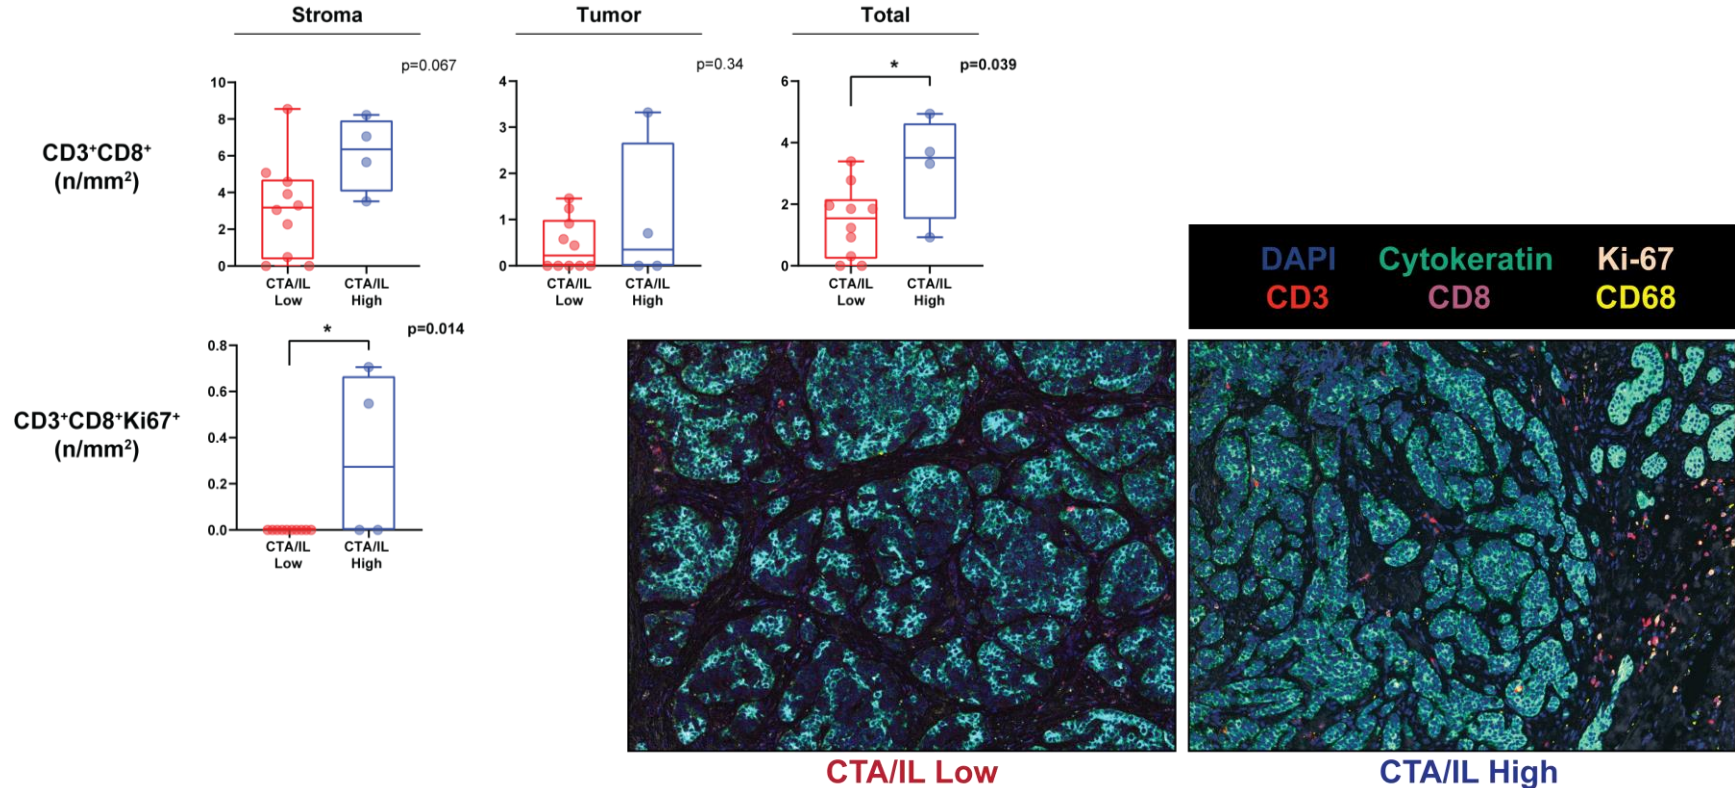 Stroma
Tumor
Total
CD3⁺CD8⁺
(n/mm²)
p=0.067
10
8
6
4
2
0
CTA/IL
Low
CTA/IL
High
p=0.34
4
3
2
1
0
CTA/IL
Low
CTA/IL
High
*
p=0.039
6
4
2
0
CTA/IL
Low
CTA/IL
High
CD3⁺CD8⁺Ki67⁺
(n/mm²)
*
p=0.014
0.8
0.6
0.4
0.2
0.0
CTA/IL
Low
CTA/IL
High
DAPI Cytokeratin Ki-67
CD3 CD8 CD68
CTA/IL Low
CTA/IL High